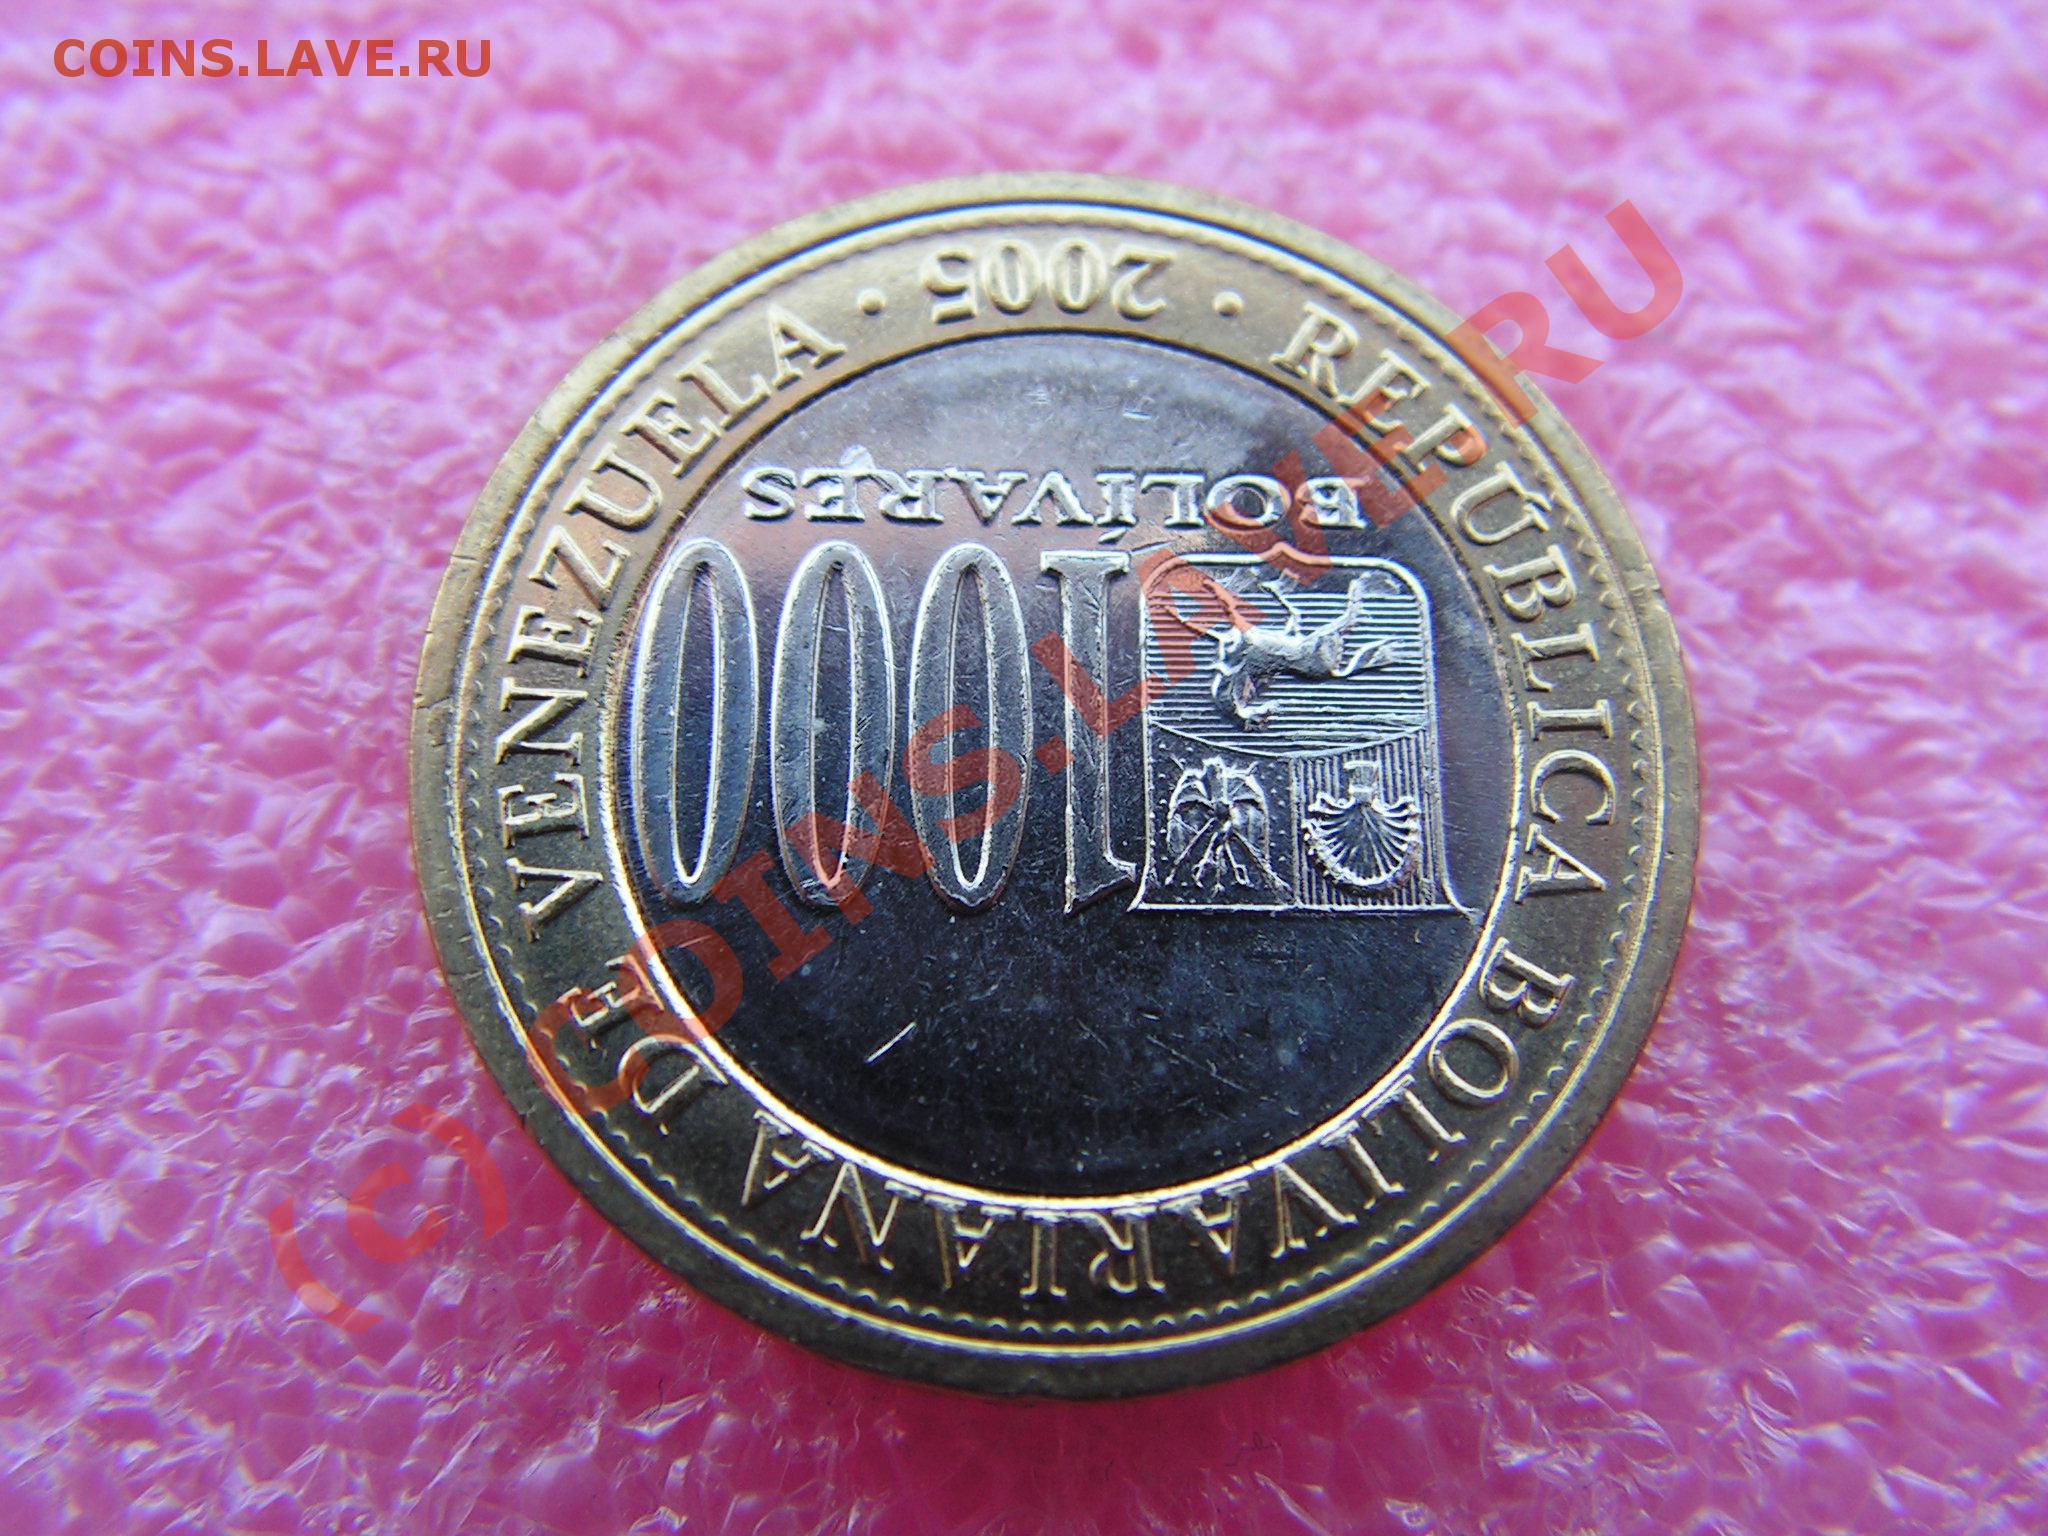 COINS.LAVE.RU
REPÚBLICA BOLIVARIANA DE VENEZUELA • 2005 •
1000
BOLÍVARES
(c) COINS.LAVE.RU